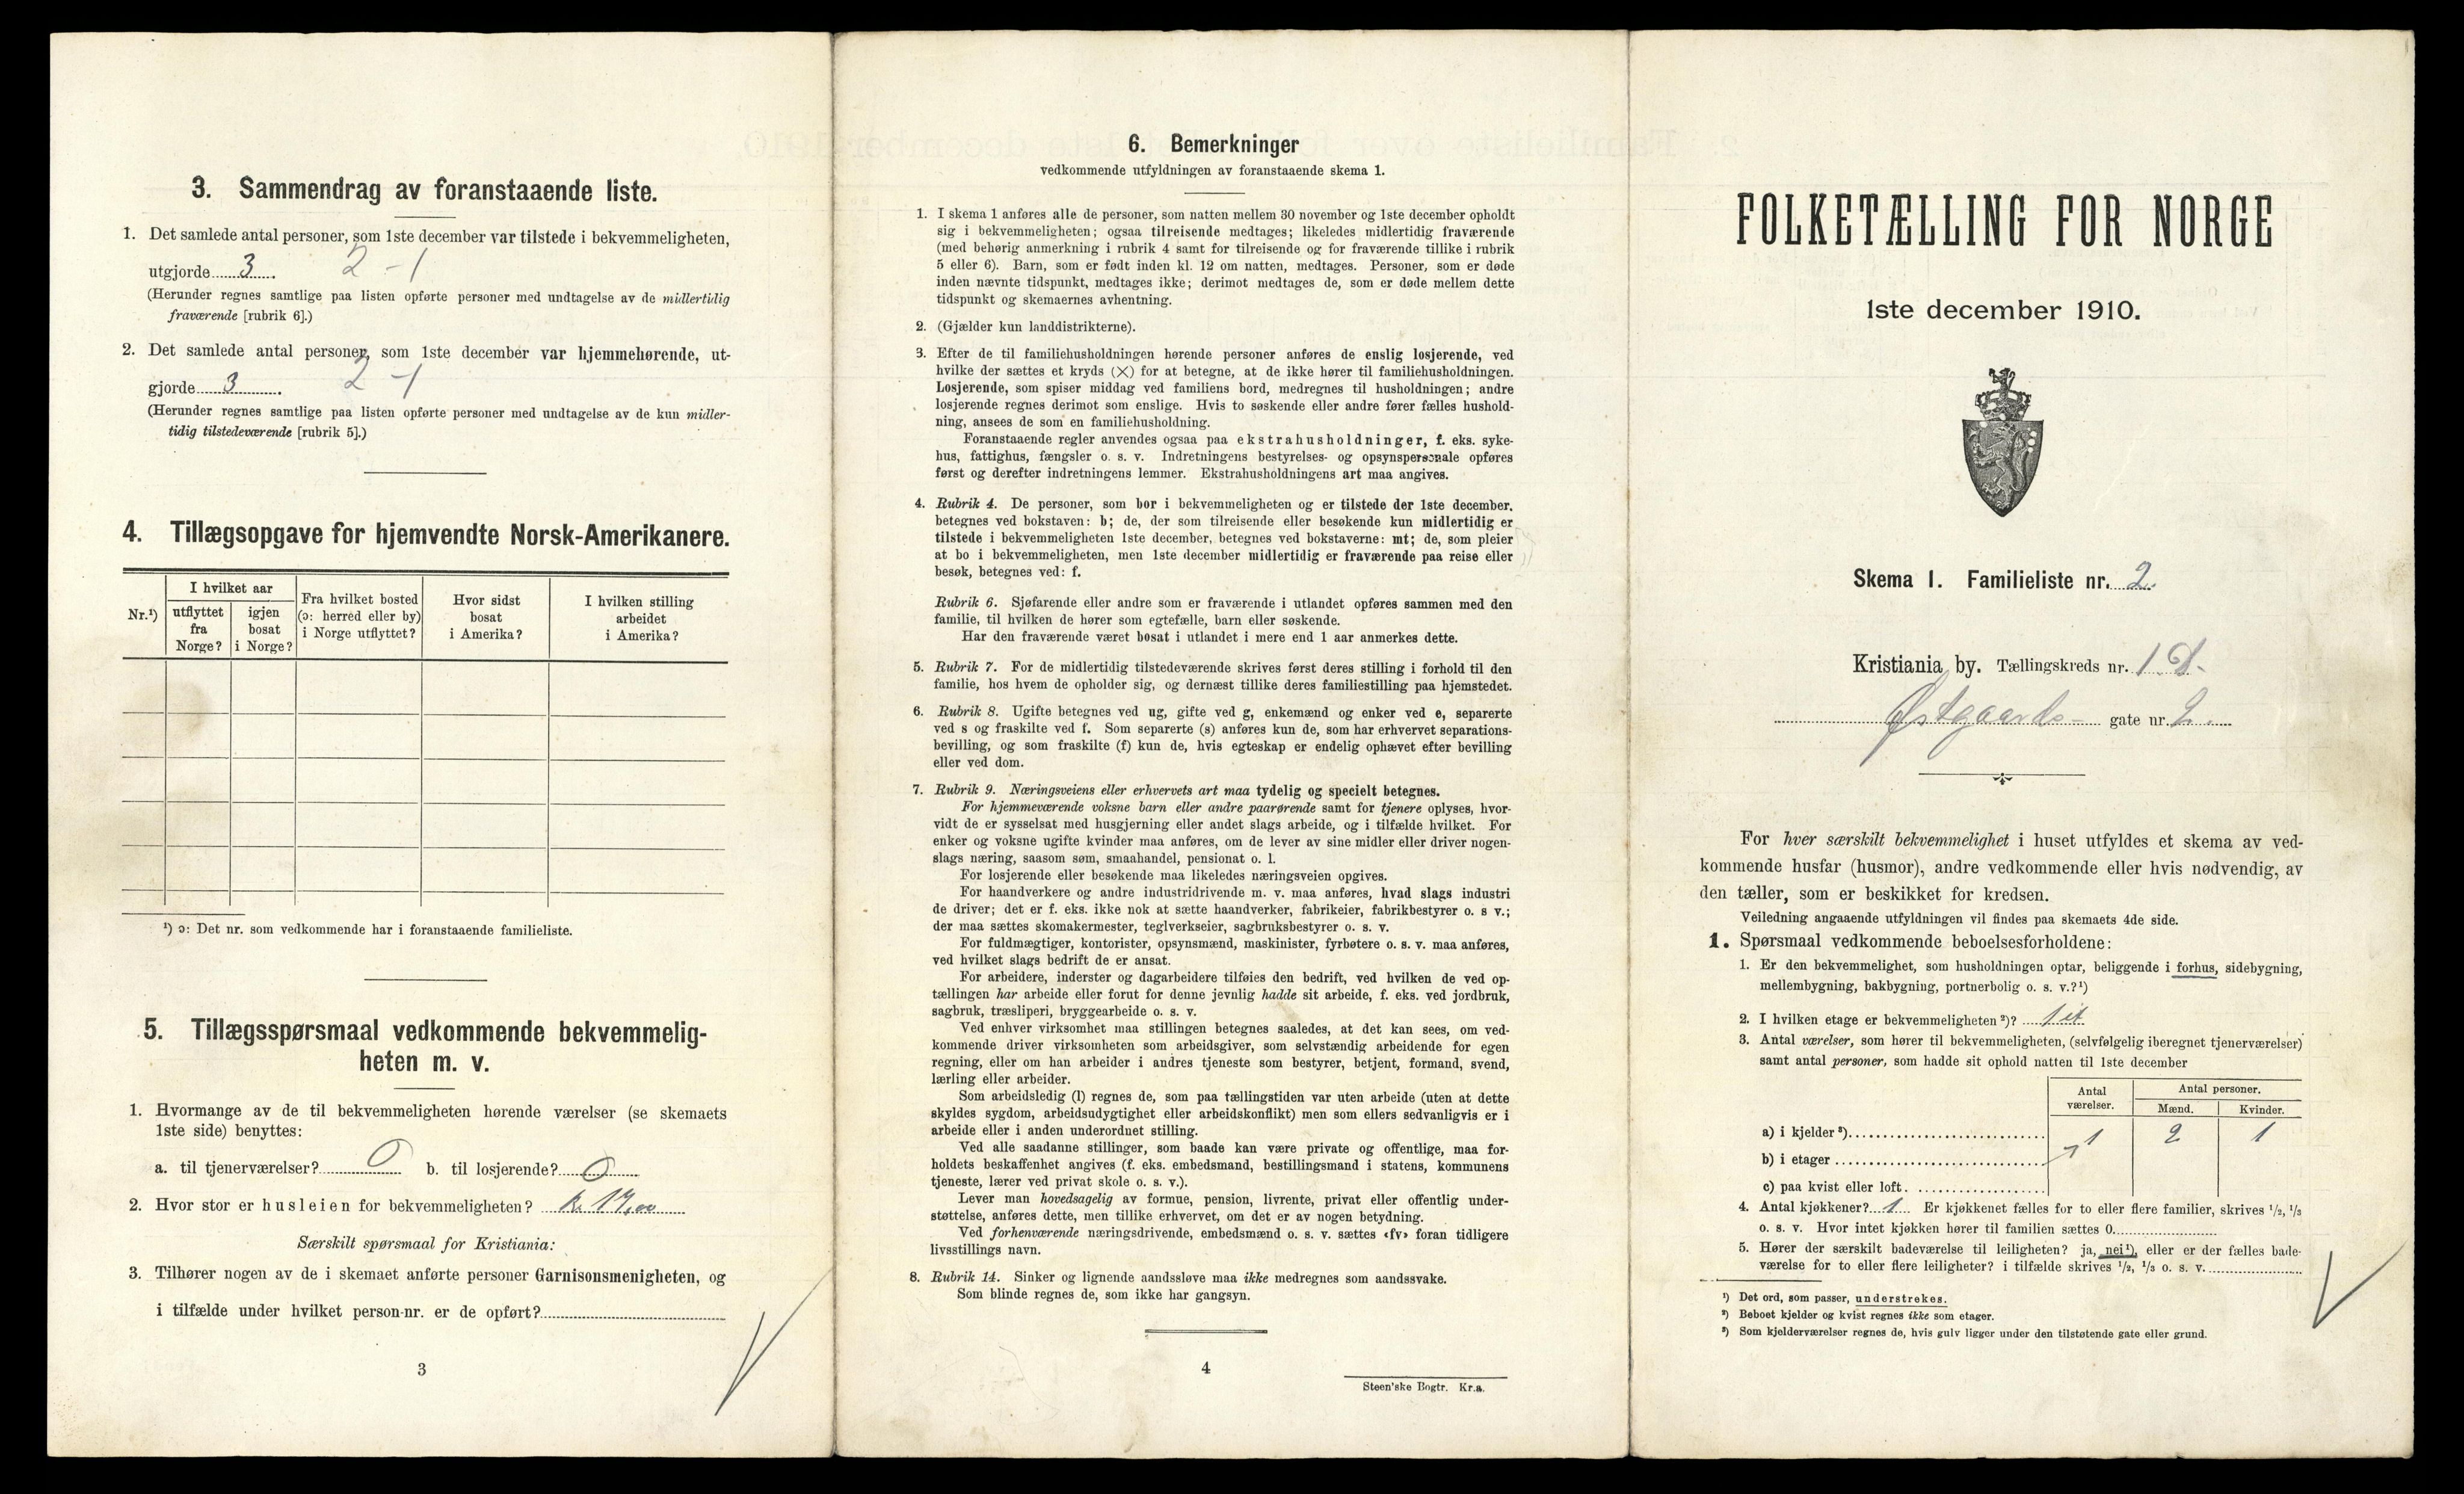 3. Sammendrag av foranstaaende liste.
1. Det samlede antal personer, som 1ste december var tilstede i bekvemmeligheten,
utgjorde 3. 2 - 1
(Herunder regnes samtlige paa listen opførte personer med undtagelse av de midlertidig
fraværende [rubrik 6].)
2. Det samlede antal personer, som 1ste december var hjemmehørende, ut-
gjorde 3. 2 - 1
(Herunder regnes samtlige paa listen opførte personer med undtagelse av de kun midler-
tidig tilstedeværende [rubrik 5].)
4. Tillægsopgave for hjemvendte Norsk-Amerikanere.
Nr.¹)
I hvilket aar
utflyttet fra Norge?
igjen bosat i Norge?
Fra hvilket bosted (ɔ: herred eller by) i Norge utflyttet?
Hvor sidst bosat i Amerika?
I hvilken stilling arbeidet i Amerika?
¹) ɔ: Det nr. som vedkommende har i foranstaaende familieliste.
5. Tillægsspørsmaal vedkommende bekvemmelig-
heten m. v.
1. Hvormange av de til bekvemmeligheten hørende værelser (se skemaets
1ste side) benyttes:
a. til tjenerværelser? 0 b. til losjerende? 0
2. Hvor stor er husleien for bekvemmeligheten? kr. 17,00
Særskilt spørsmaal for Kristiania:
3. Tilhører nogen av de i skemaet anførte personer Garnisonsmenigheten, og
i tilfælde under hvilket person-nr. er de opført?
3
6. Bemerkninger
vedkommende utfyldningen av foranstaaende skema 1.
1. I skema 1 anføres alle de personer, som natten mellem 30 november og 1ste december opholdt
sig i bekvemmeligheten; ogsaa tilreisende medtages; likeledes midlertidig fraværende
(med behørig anmerkning i rubrik 4 samt for tilreisende og for fraværende tillike i rubrik
5 eller 6). Barn, som er født inden kl. 12 om natten, medtages. Personer, som er døde
inden nævnte tidspunkt, medtages ikke; derimot medtages de, som er døde mellem dette
tidspunkt og skemaernes avhentning.
2. (Gjælder kun landdistrikterne).
3. Efter de til familiehusholdningen hørende personer anføres de enslig losjerende, ved
hvilke der sættes et kryds (×) for at betegne, at de ikke hører til familiehusholdningen.
Losjerende, som spiser middag ved familiens bord, medregnes til husholdningen; andre
losjerende regnes derimot som enslige. Hvis to søskende eller andre fører fælles hushold-
ning, ansees de som en familiehusholdning.
Foranstaaende regler anvendes ogsaa paa ekstrahusholdninger, f. eks. syke-
hus, fattighus, fængsler o. s. v. Indretningens bestyrelses- og opsynspersonale opføres
først og derefter indretningens lemmer. Ekstrahusholdningens art maa angives.
4. Rubrik 4. De personer, som bor i bekvemmeligheten og er tilstede der 1ste december,
betegnes ved bokstaven: b; de, der som tilreisende eller besøkende kun midlertidig er
tilstede i bekvemmeligheten 1ste december, betegnes ved bokstaverne: mt; de, som pleier
at bo i bekvemmeligheten, men 1ste december midlertidig er fraværende paa reise eller
besøk, betegnes ved: f.
Rubrik 6. Sjøfarende eller andre som er fraværende i utlandet opføres sammen med den
familie, til hvilken de hører som egtefælle, barn eller søskende.
Har den fraværende været bosat i utlandet i mere end 1 aar anmerkes dette.
5. Rubrik 7. For de midlertidig tilstedeværende skrives først deres stilling i forhold til den
familie, hos hvem de opholder sig, og dernæst tillike deres familiestilling paa hjemstedet.
6. Rubrik 8. Ugifte betegnes ved ug, gifte ved g, enkemænd og enker ved e, separerte
ved s og fraskilte ved f. Som separerte (s) anføres kun de, som har erhvervet separations-
bevilling, og som fraskilte (f) kun de, hvis egteskap er endelig ophævet efter bevilling
eller ved dom.
7. Rubrik 9. Næringsveiens eller erhvervets art maa tydelig og specielt betegnes.
For hjemmeværende voksne barn eller andre paarørende samt for tjenere oplyses, hvor-
vidt de er sysselsat med husgjerning eller andet slags arbeide, og i tilfælde hvilket. For
enker og voksne ugifte kvinder maa anføres, om de lever av sine midler eller driver nogen-
slags næring, saasom søm, smaahandel, pensionat o. l.
For losjerende eller besøkende maa likeledes næringsveien opgives.
For haandverkere og andre industridrivende m. v. maa anføres, hvad slags industri
de driver; det er f. eks. ikke nok at sætte haandverker, fabrikeier, fabrikbestyrer o. s v.;
der maa sættes skomakermester, teglverkseier, sagbruksbestyrer o. s. v.
For fuldmægtiger, kontorister, opsynsmænd, maskinister, fyrbøtere o. s. v. maa anføres,
ved hvilket slags bedrift de er ansat.
For arbeidere, inderster og dagarbeidere tilføies den bedrift, ved hvilken de ved op-
tællingen har arbeide eller forut for denne jevnlig hadde sit arbeide, f. eks. ved jordbruk,
sagbruk, træsliperi, bryggearbeide o. s. v.
Ved enhver virksomhet maa stillingen betegnes saaledes, at det kan sees, om ved-
kommende driver virksomheten som arbeidsgiver, som selvstændig arbeidende for egen
regning, eller om han arbeider i andres tjeneste som bestyrer, betjent, formand, svend,
lærling eller arbeider.
Som arbeidsledig (l) regnes de, som paa tællingstiden var uten arbeide (uten at dette
skyldes sygdom, arbeidsudygtighet eller arbeidskonflikt) men som ellers sedvanligvis er i
arbeide eller i anden underordnet stilling.
Ved alle saadanne stillinger, som baade kan være private og offentlige, maa for-
holdets beskaffenhet angives (f. eks. embedsmand, bestillingsmand i statens, kommunens
tjeneste, lærer ved privat skole o. s. v.).
Lever man hovedsagelig av formue, pension, livrente, privat eller offentlig under-
støttelse, anføres dette, men tillike erhvervet, om det er av nogen betydning.
Ved forhenværende næringsdrivende, embedsmænd o. s. v. sættes «fv» foran tidligere
livsstillings navn.
8. Rubrik 14. Sinker og lignende aandssløve maa ikke medregnes som aandssvake.
Som blinde regnes de, som ikke har gangsyn.
4
Steen'ske Bogtr. Kr.a.
FOLKETÆLLING FOR NORGE
1ste december 1910.
Skema 1. Familieliste nr. 2.
Kristiania by. Tællingskreds nr. 1
Østgaards- gate nr. 2.
For hver særskilt bekvemmelighet i huset utfyldes et skema av ved-
kommende husfar (husmor), andre vedkommende eller hvis nødvendig, av
den tæller, som er beskikket for kredsen.
Veiledning angaaende utfyldningen vil findes paa skemaets 4de side.
1. Spørsmaal vedkommende beboelsesforholdene:
1. Er den bekvemmelighet, som husholdningen optar, beliggende i forhus, sidebygning,
mellembygning, bakbygning, portnerbolig o. s. v.?¹)
2. I hvilken etage er bekvemmeligheten ²)? 1 et
3. Antal værelser, som hører til bekvemmeligheten, (selvfølgelig iberegnet tjenerværelser)
samt antal personer, som hadde sit ophold natten til 1ste december
Antal værelser. Antal personer.
Mænd. Kvinder.
a) i kjelder ³) 1 2 1
b) i etager
c) paa kvist eller loft.
4. Antal kjøkkener? 1 Er kjøkkenet fælles for to eller flere familier, skrives ¹/₂, ¹/₃
o. s. v. Hvor intet kjøkken hører til familien sættes 0.
5. Hører der særskilt badeværelse til leiligheten? ja, nei ¹), eller er der fælles bade-
værelse for to eller flere leiligheter? i tilfælde skrives ¹/₂, ¹/₃ o. s. v.
¹) Det ord, som passer, understrekes.
²) Beboet kjelder og kvist regnes ikke som etager.
³) Som kjelderværelser regnes de, hvis gulv ligger under den tilstøtende gate eller grund.